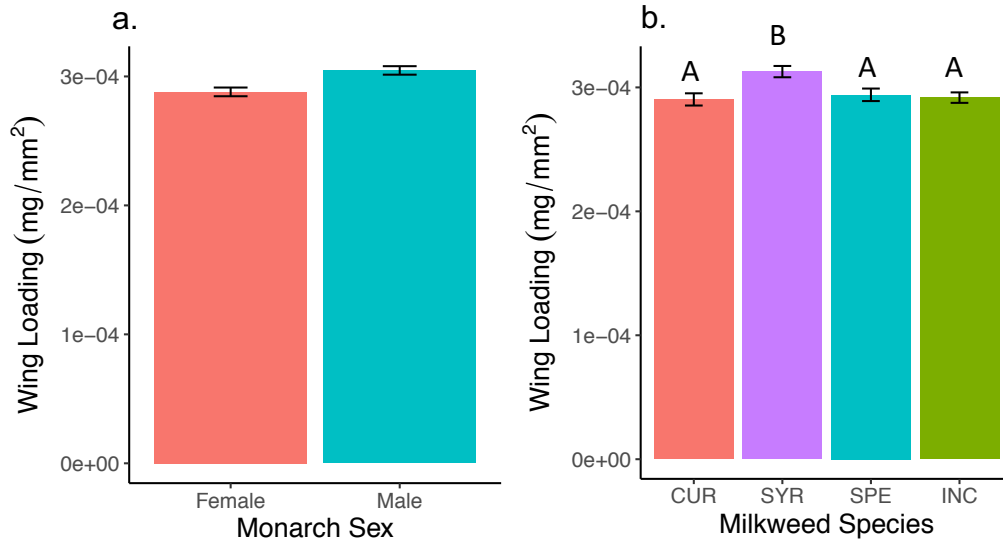 a.
Wing Loading (mg/mm²)
3e−04
2e−04
1e−04
0e+00
Female Male
Monarch Sex
b.
Wing Loading (mg/mm²)
3e−04
2e−04
1e−04
0e+00
A B A A
CUR SYR SPE INC
Milkweed Species